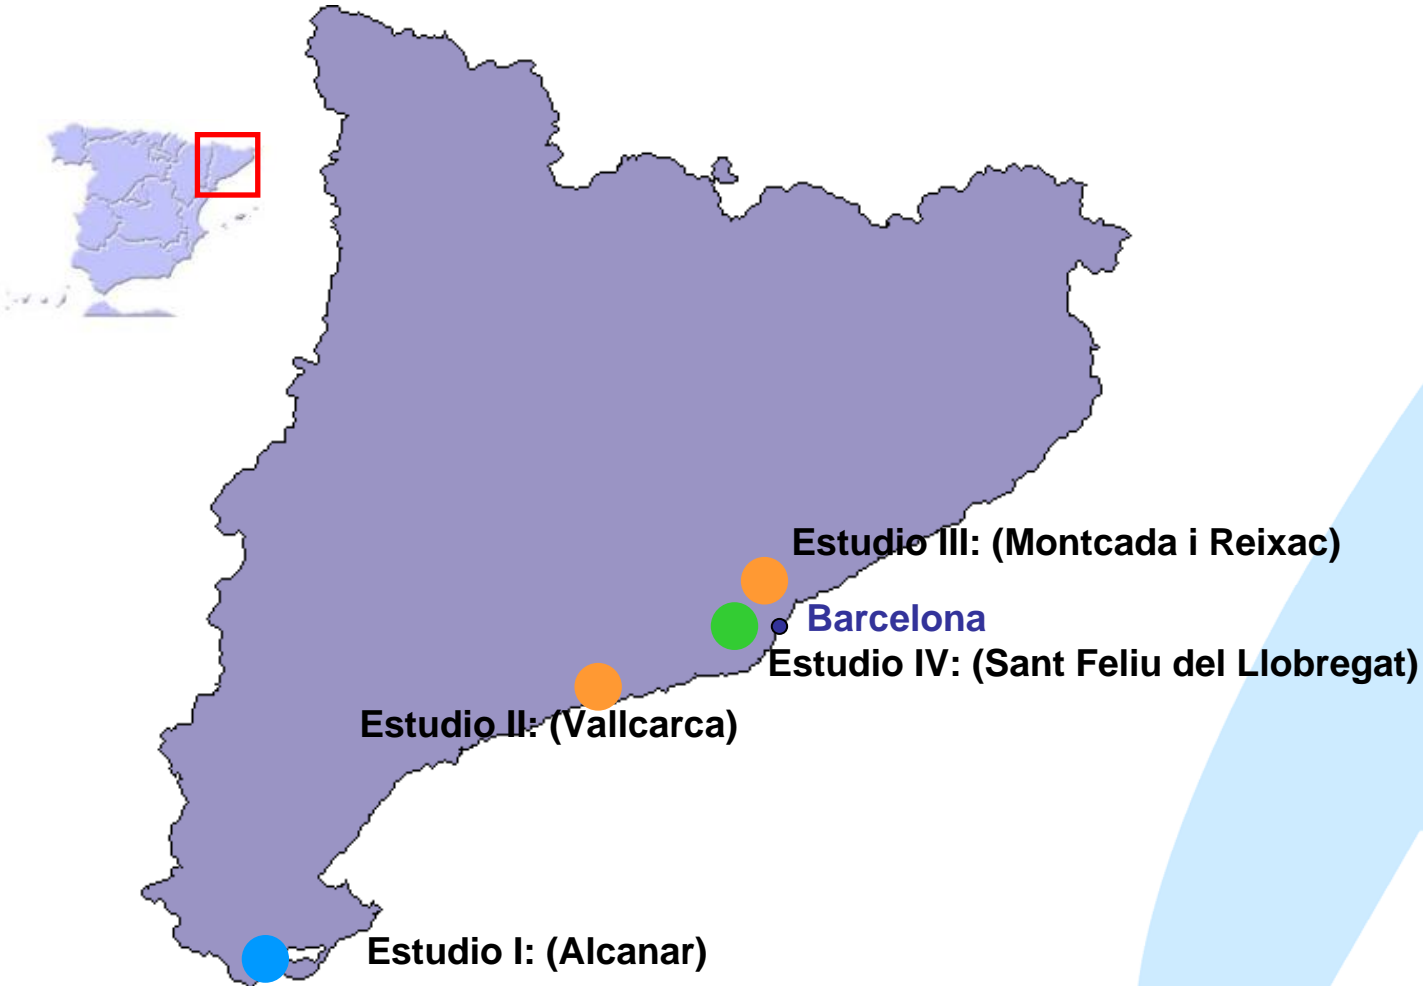 Estudio III: (Montcada i Reixac)
Barcelona
Estudio IV: (Sant Feliu del Llobregat)
Estudio II: (Vallcarca)
Estudio I: (Alcanar)